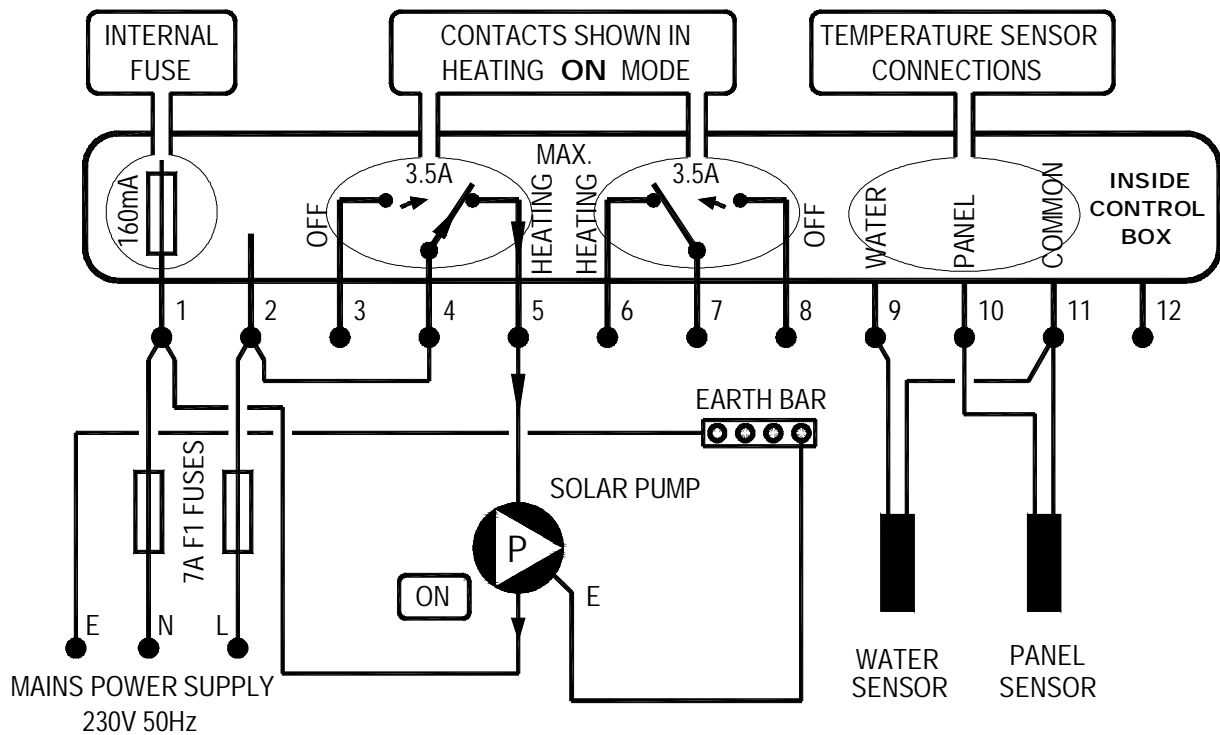 INTERNAL
FUSE
CONTACTS SHOWN IN
HEATING ON MODE
TEMPERATURE SENSOR
CONNECTIONS
160mA
OFF
3.5A
HEATING
MAX.
HEATING
3.5A
OFF
WATER
PANEL
COMMON
INSIDE
CONTROL
BOX
1 2 3 4 5 6 7 8 9 10 11 12
EARTH BAR
7A F1 FUSES
SOLAR PUMP
P
ON
E
E N L
MAINS POWER SUPPLY
230V 50Hz
WATER
SENSOR
PANEL
SENSOR